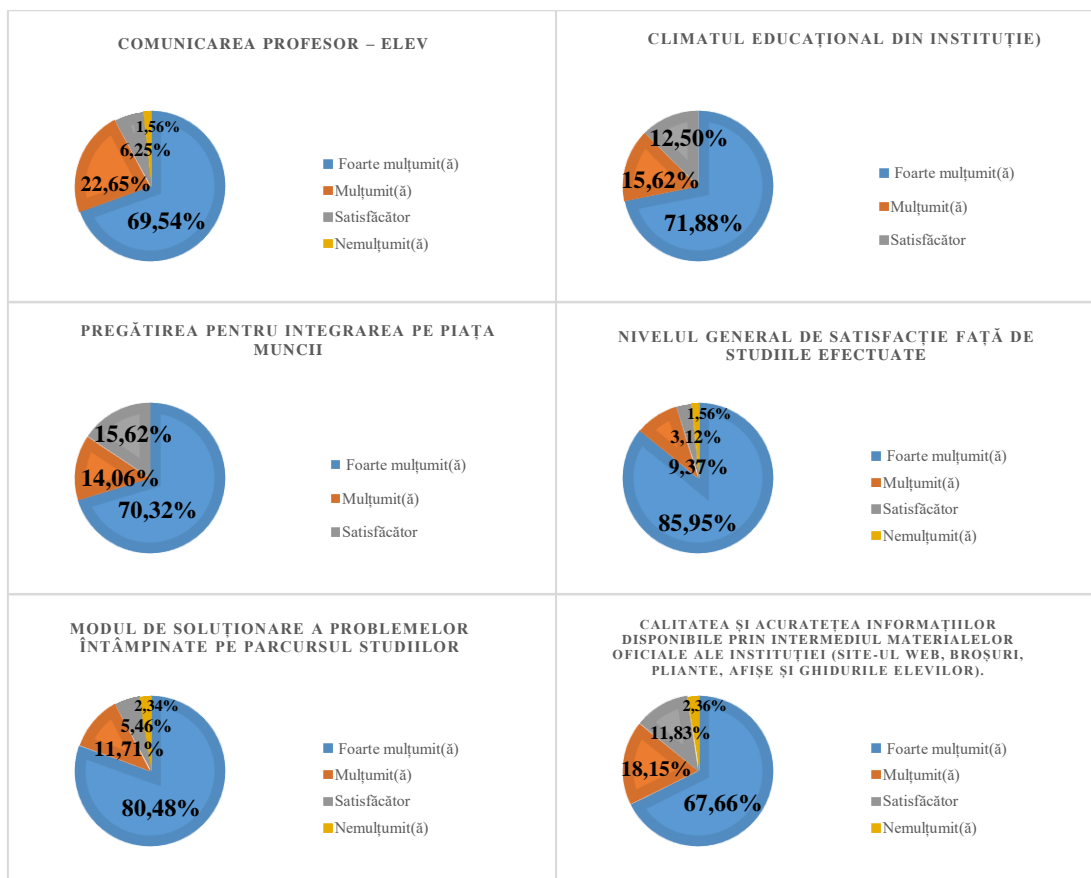 COMUNICAREA PROFESOR – ELEV
1,56%
6,25%
22,65%
69,54%
Foarte mulțumit(ă)
Mulțumit(ă)
Satisfăcător
Nemulțumit(ă)
CLIMATUL EDUCAȚIONAL DIN INSTITUȚIE)
12,50%
15,62%
71,88%
Foarte mulțumit(ă)
Mulțumit(ă)
Satisfăcător
PREGĂTIREA PENTRU INTEGRAREA PE PIAȚA
MUNCII
15,62%
14,06%
70,32%
Foarte mulțumit(ă)
Mulțumit(ă)
Satisfăcător
NIVELUL GENERAL DE SATISFACȚIE FAȚĂ DE
STUDIILE EFECTUATE
1,56%
3,12%
9,37%
85,95%
Foarte mulțumit(ă)
Mulțumit(ă)
Satisfăcător
Nemulțumit(ă)
MODUL DE SOLUȚIONARE A PROBLEMELOR
ÎNTÂMPINATE PE PARCURSUL STUDIILOR
2,34%
5,46%
11,71%
80,48%
Foarte mulțumit(ă)
Mulțumit(ă)
Satisfăcător
Nemulțumit(ă)
CALITATEA ȘI ACURATEȚEA INFORMAȚIILOR
DISPONIBILE PRIN INTERMEDIUL MATERIALELOR
OFICIALE ALE INSTITUȚIEI (SITE-UL WEB, BROȘURI,
PLIANTE, AFIȘE ȘI GHIDURILE ELEVILOR).
2,36%
11,83%
18,15%
67,66%
Foarte mulțumit(ă)
Mulțumit(ă)
Satisfăcător
Nemulțumit(ă)